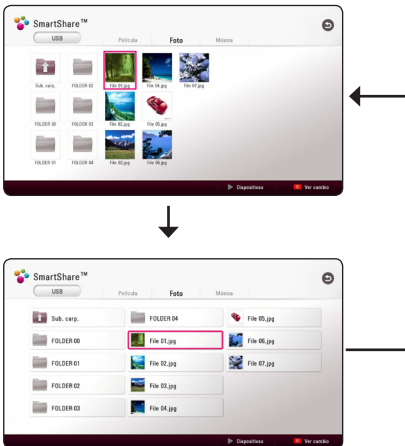 SmartShare™
USB Película Foto Música
Sub. carp. FOLDER 02 File 01.jpg File 04.jpg File 07.jpg
FOLDER 00 FOLDER 03 File 02.jpg File 05.jpg
FOLDER 01 FOLDER 04 File 03.jpg File 06.jpg
Diapositiva Ver cambio
SmartShare™
USB Película Foto Música
Sub. carp. FOLDER 04 File 05.jpg
FOLDER 00 File 01.jpg File 06.jpg
FOLDER 01 File 02.jpg File 07.jpg
FOLDER 02 File 03.jpg
FOLDER 03 File 04.jpg
Diapositiva Ver cambio